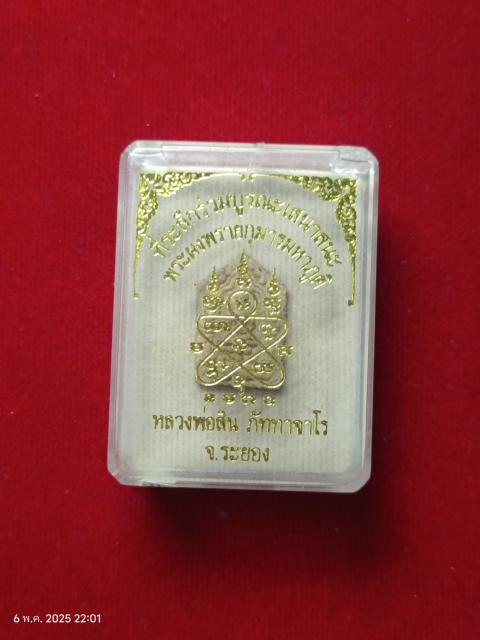 ที่ระลึกร่วมบูรณะเสนาสนะ
พระผงพรายกุมารมหาภูติ
หลวงพ่อสิน ภัททาจาโร
จ.ระยอง
6 พ.ค. 2025 22:01